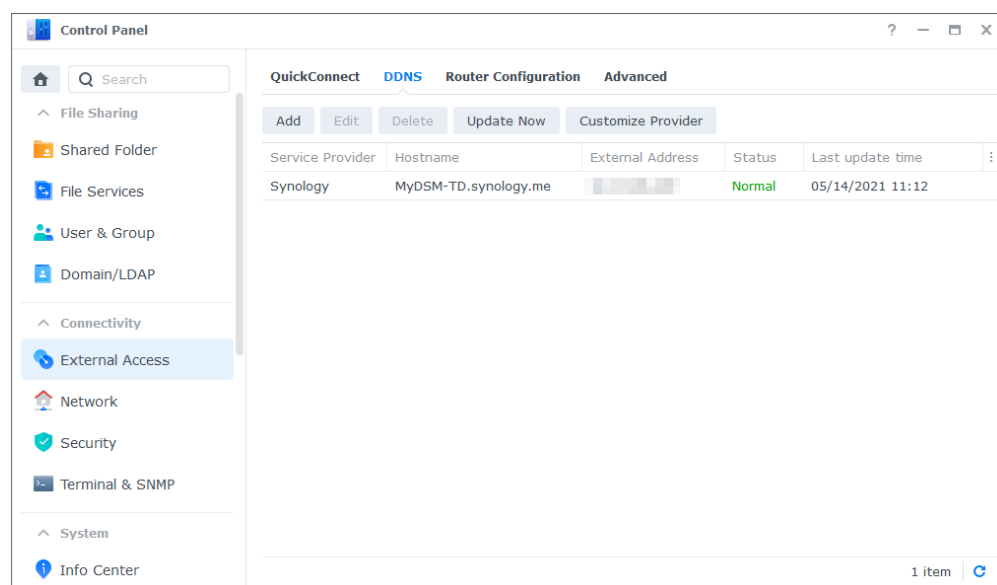 Control Panel
?
Search
File Sharing
Shared Folder
File Services
User & Group
Domain/LDAP
Connectivity
External Access
Network
Security
Terminal & SNMP
System
Info Center
QuickConnect DDNS Router Configuration Advanced
Add Edit Delete Update Now Customize Provider
Service Provider Hostname External Address Status Last update time
Synology MyDSM-TD.synology.me Normal 05/14/2021 11:12
1 item